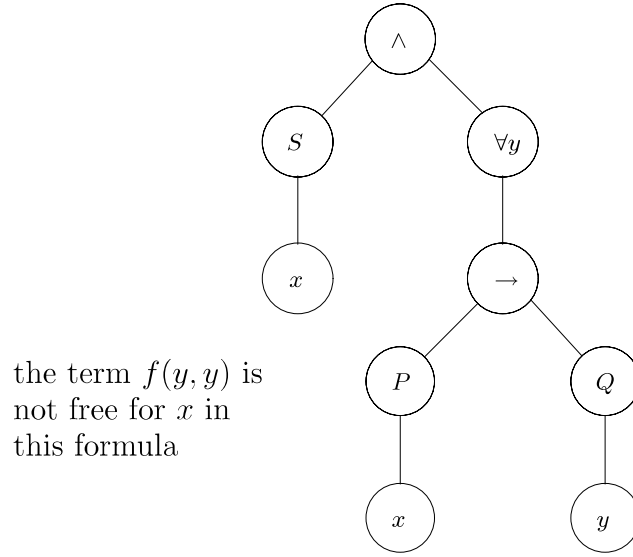 ∧
S ∀y
x →
the term f(y, y) is
not free for x in
this formula
P Q
x y